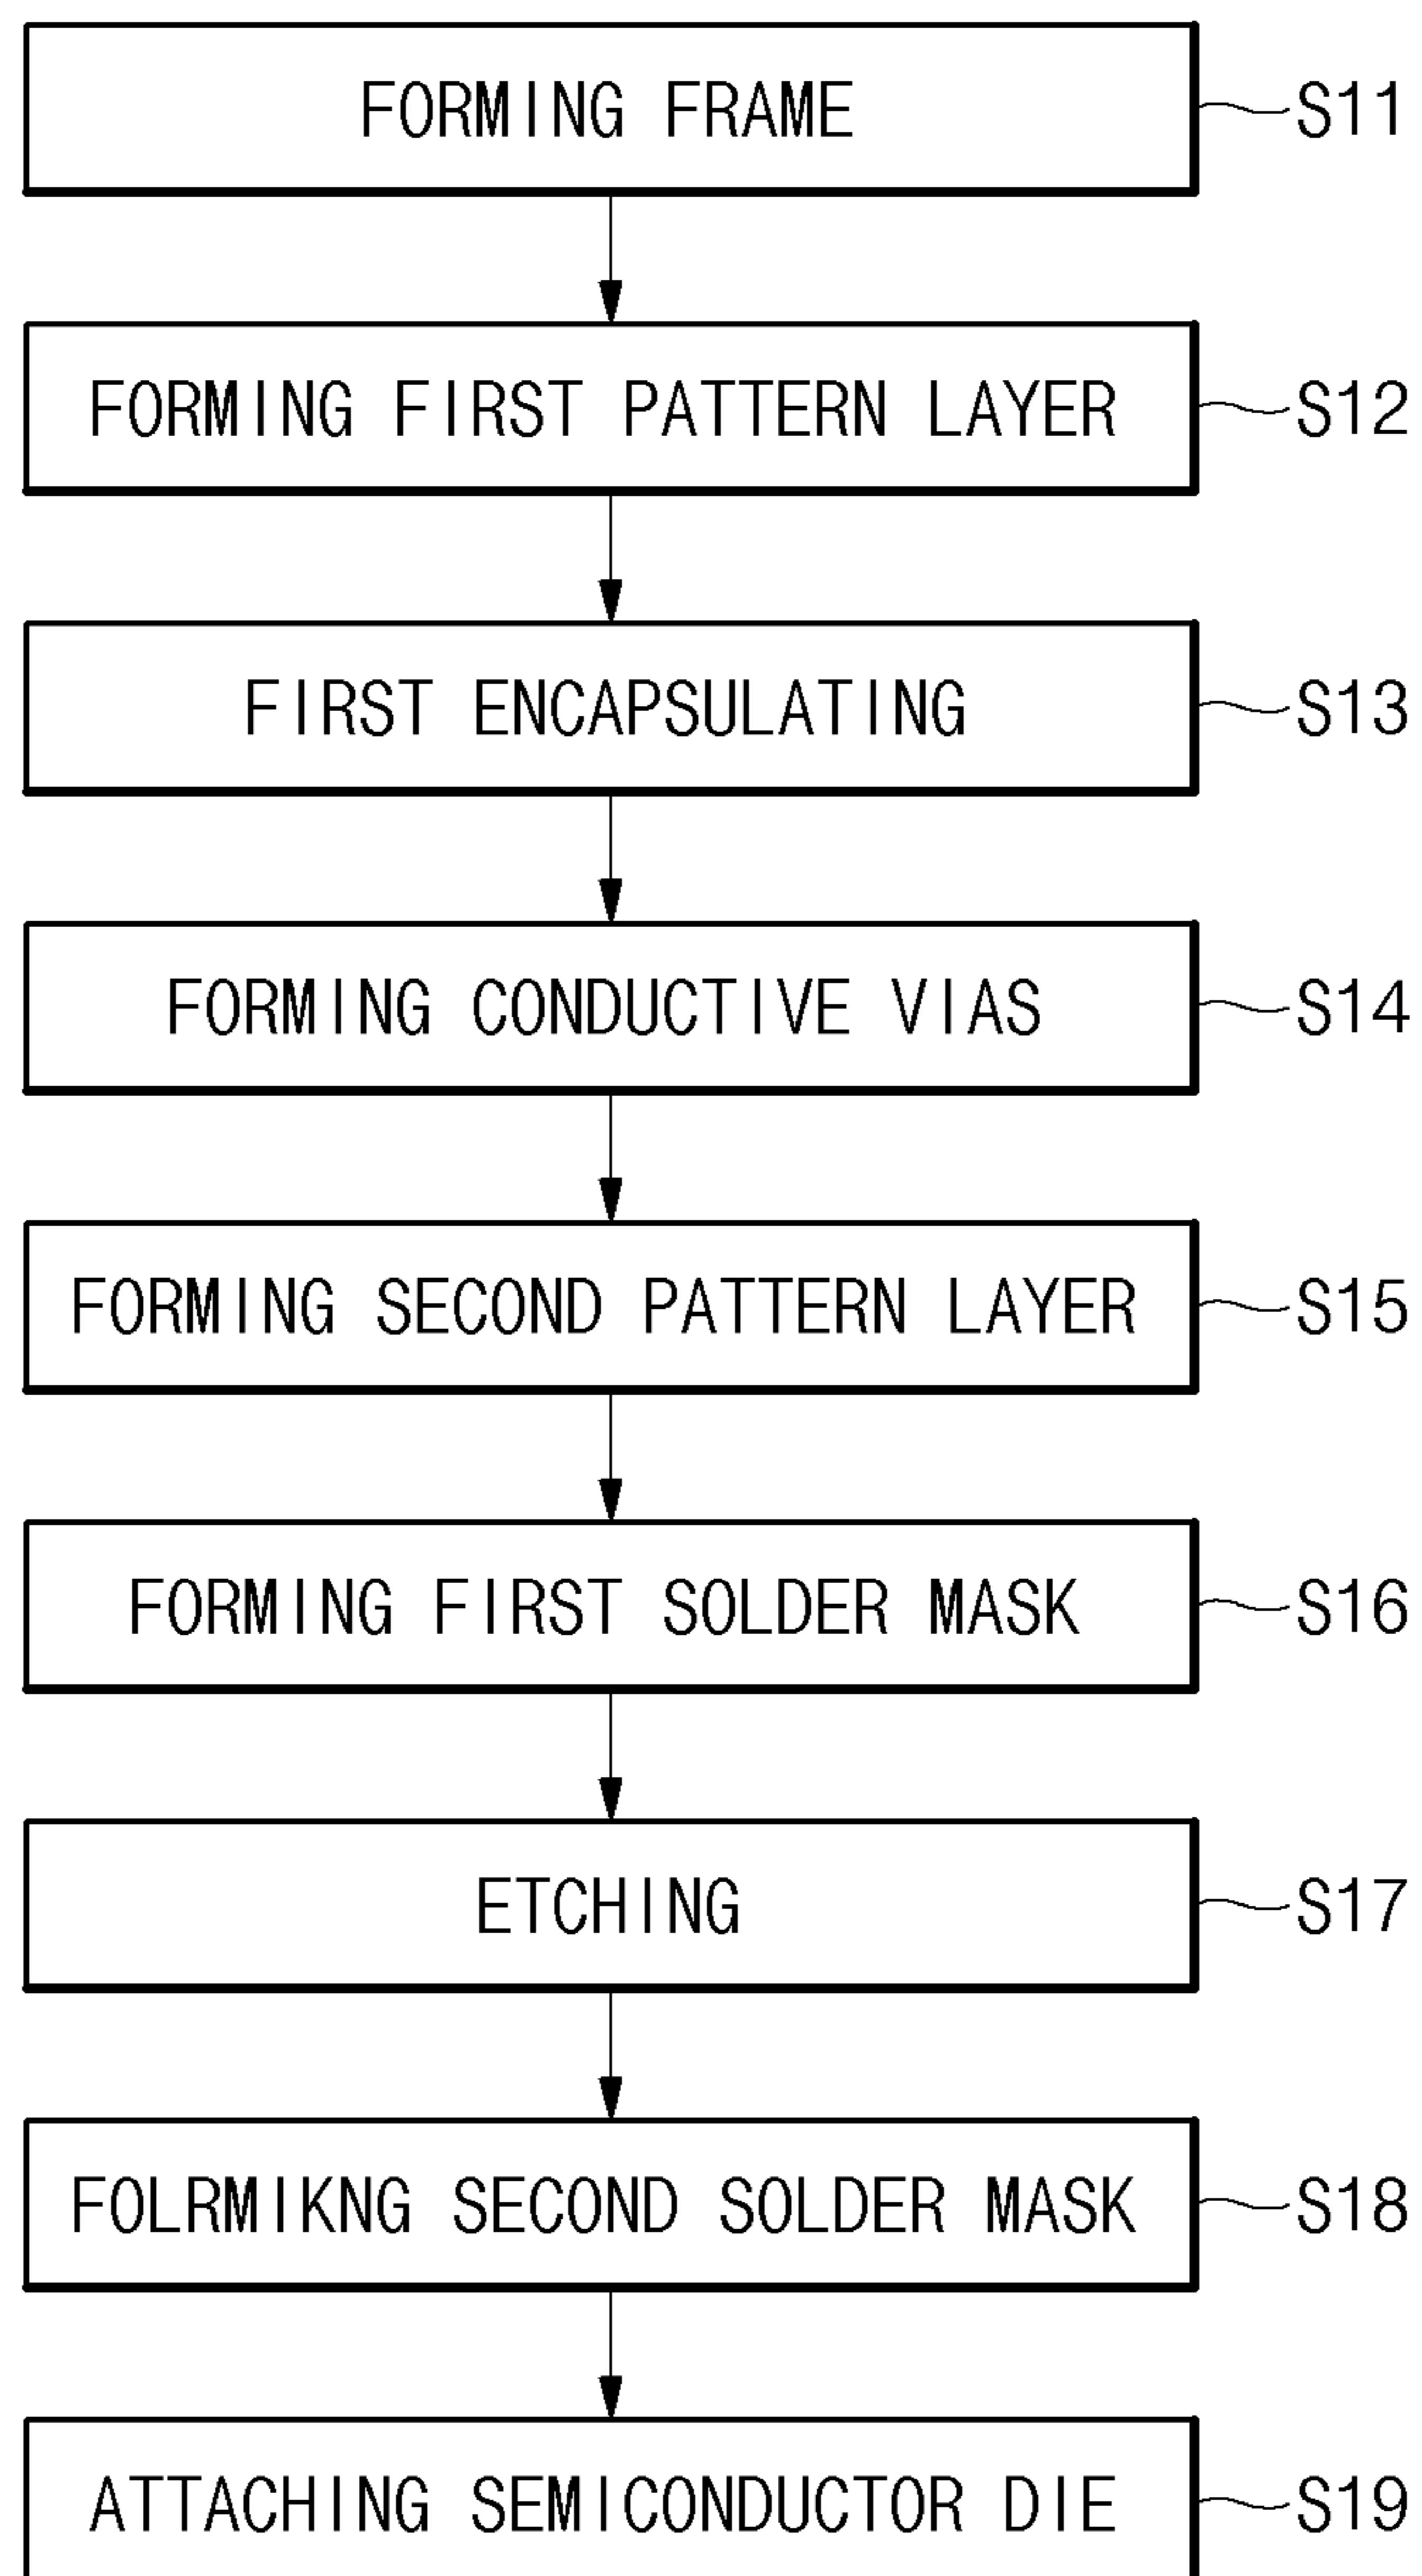 FORMING FRAME S11
FORMING FIRST PATTERN LAYER S12
FIRST ENCAPSULATING S13
FORMING CONDUCTIVE VIAS S14
FORMING SECOND PATTERN LAYER S15
FORMING FIRST SOLDER MASK S16
ETCHING S17
FOLRMIKNG SECOND SOLDER MASK S18
ATTACHING SEMICONDUCTOR DIE S19